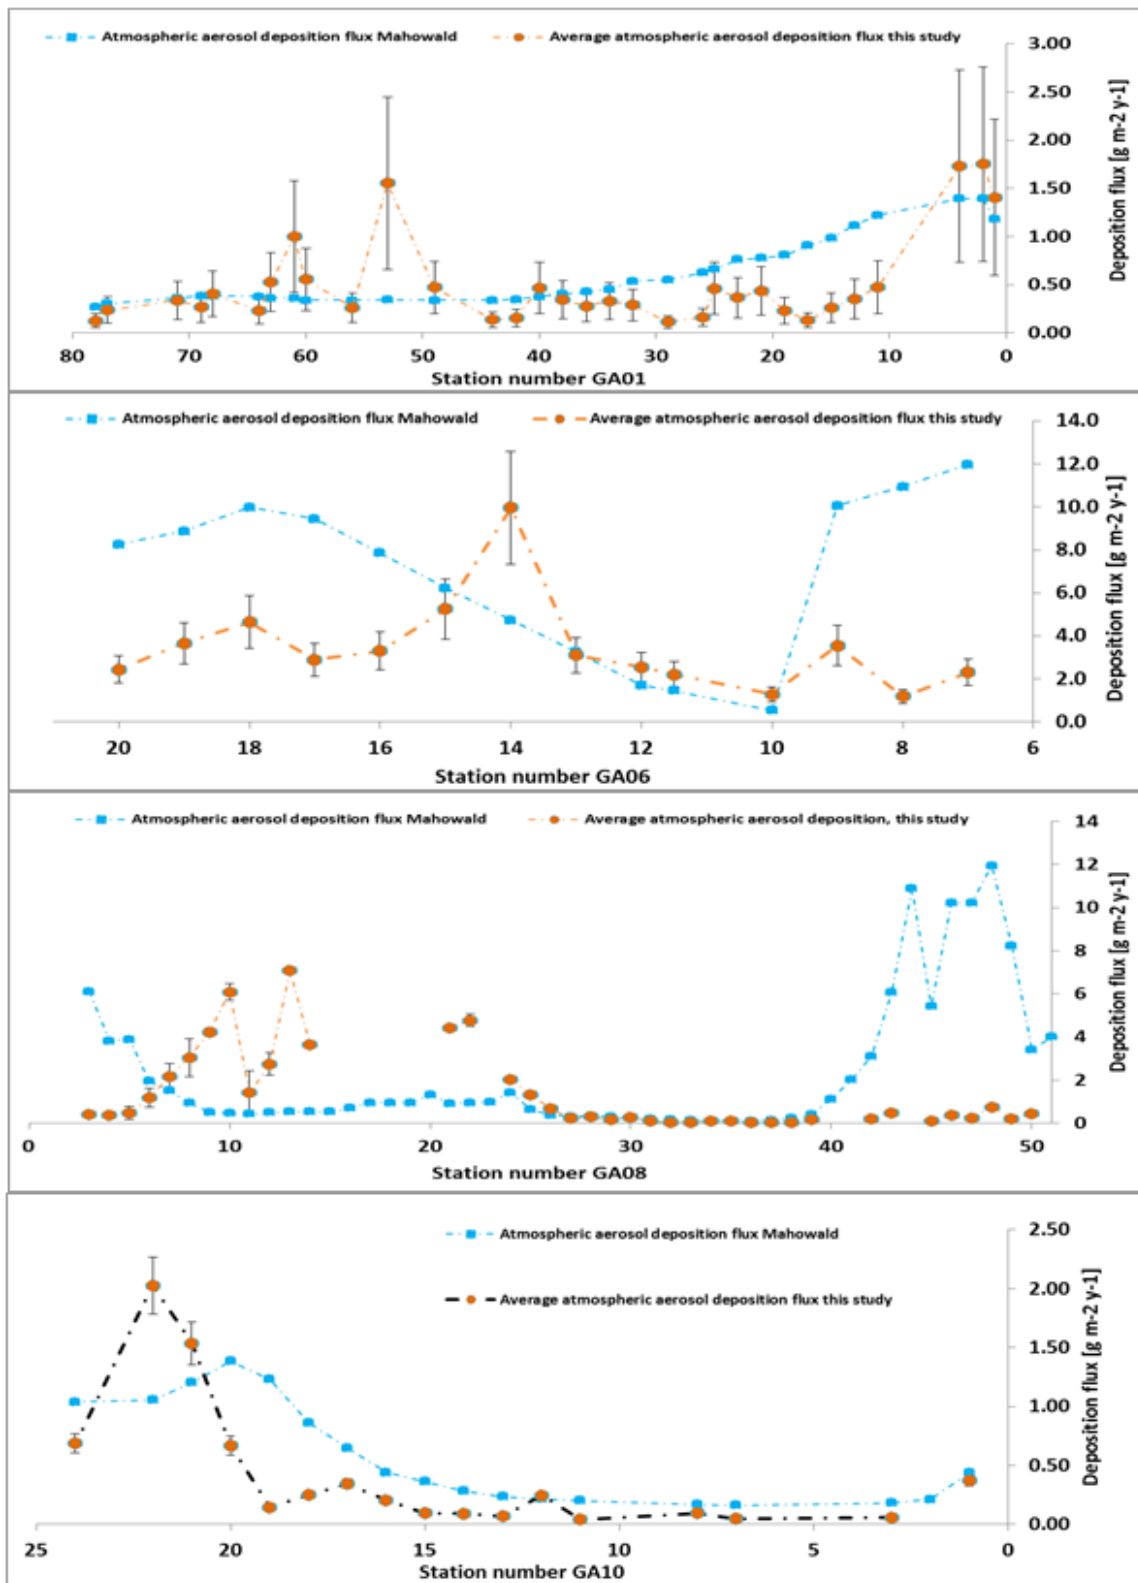 Atmospheric aerosol deposition flux Mahowald Average atmospheric aerosol deposition flux this study
3.00
2.50
2.00
1.50
1.00
0.50
0.00
Deposition flux [g m-2 y-1]
80 70 60 50 40 30 20 10 0
Station number GA01
Atmospheric aerosol deposition flux Mahowald Average atmospheric aerosol deposition flux this study
14.0
12.0
10.0
8.0
6.0
4.0
2.0
0.0
Deposition flux [g m-2 y-1]
20 18 16 14 12 10 8 6
Station number GA06
Atmospheric aerosol deposition flux Mahowald Average atmospheric aerosol deposition, this study
14
12
10
8
6
4
2
0
Deposition flux [g m-2 y-1]
0 10 20 30 40 50
Station number GA08
Atmospheric aerosol deposition flux Mahowald
Average atmospheric aerosol deposition flux this study
2.50
2.00
1.50
1.00
0.50
0.00
Deposition flux [g m-2 y-1]
25 20 15 10 5 0
Station number GA10